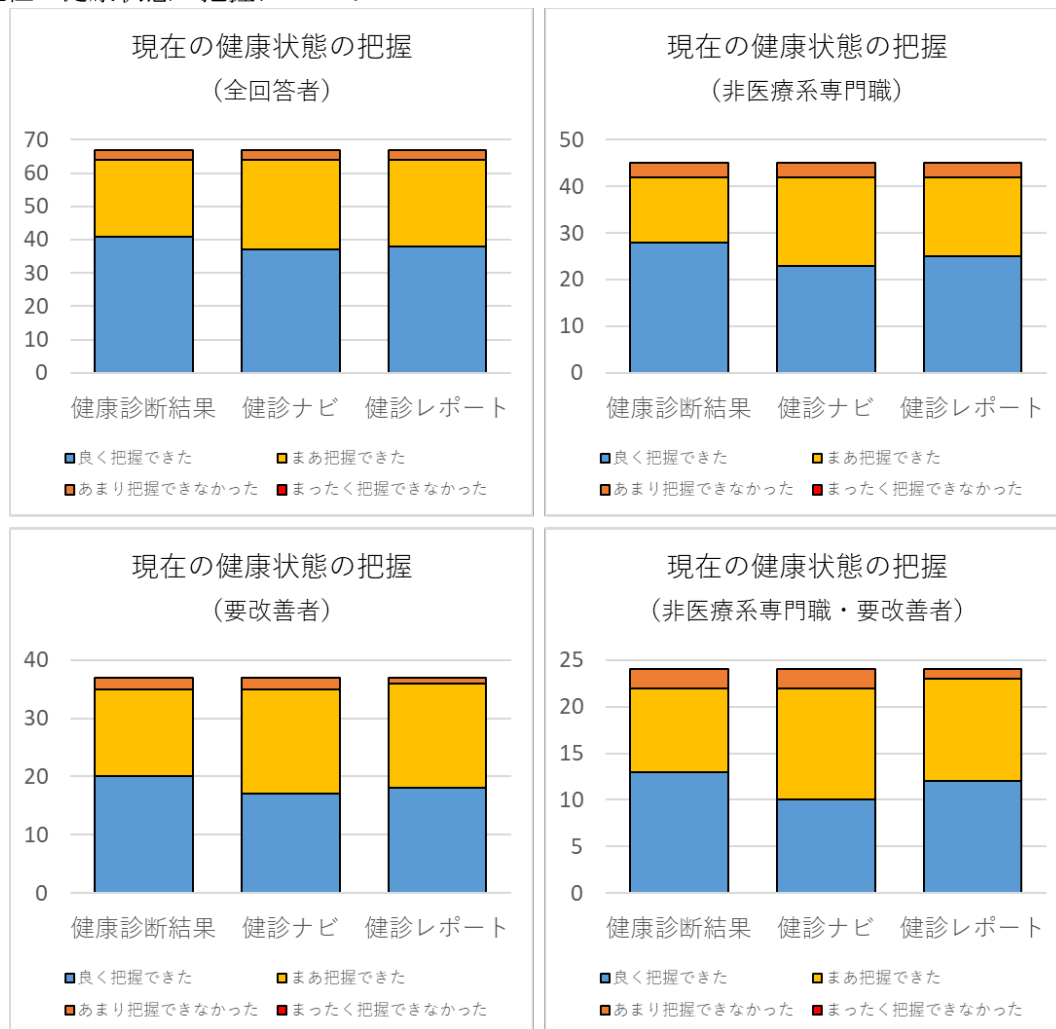 現在の健康状態の把握
（全回答者）
70
60
50
40
30
20
10
0
健康診断結果 健診ナビ 健診レポート
良く把握できた まあ把握できた
あまり把握できなかった まったく把握できなかった
現在の健康状態の把握
（非医療系専門職）
50
40
30
20
10
0
健康診断結果 健診ナビ 健診レポート
良く把握できた まあ把握できた
あまり把握できなかった まったく把握できなかった
現在の健康状態の把握
（要改善者）
40
30
20
10
0
健康診断結果 健診ナビ 健診レポート
良く把握できた まあ把握できた
あまり把握できなかった まったく把握できなかった
現在の健康状態の把握
（非医療系専門職・要改善者）
25
20
15
10
5
0
健康診断結果 健診ナビ 健診レポート
良く把握できた まあ把握できた
あまり把握できなかった まったく把握できなかった